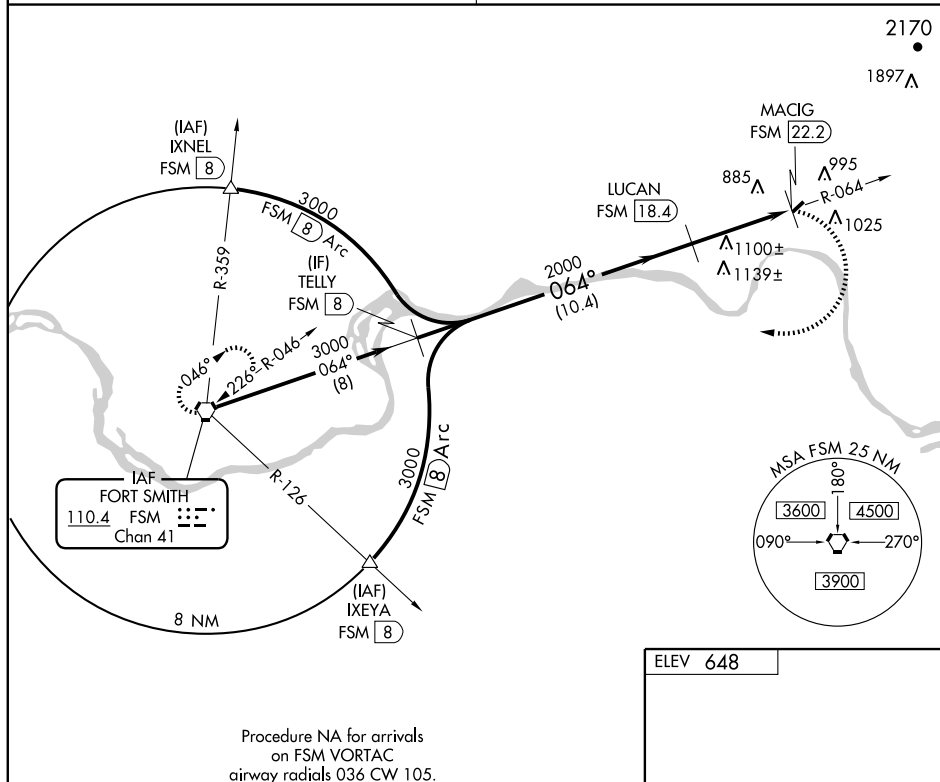 2170
1897
MACIG
FSM 22.2
(IAF)
IXNEL
FSM 8
995
885
R-064
LUCAN
FSM 18.4
1025
3000
FSM 8 Arc
1100±
1139±
(IF)
TELLY
FSM 8
R-359
2000
064°
(10.4)
046°
226°
R-046
3000
064°
(8)
3000
FSM 8 Arc
R-126
IAF
FORT SMITH
110.4 FSM
Chan 41
MSA FSM 25 NM
180°
3600
4500
090°
270°
3900
(IAF)
IXEYA
FSM 8
8 NM
ELEV 648
Procedure NA for arrivals
on FSM VORTAC
airway radials 036 CW 105.